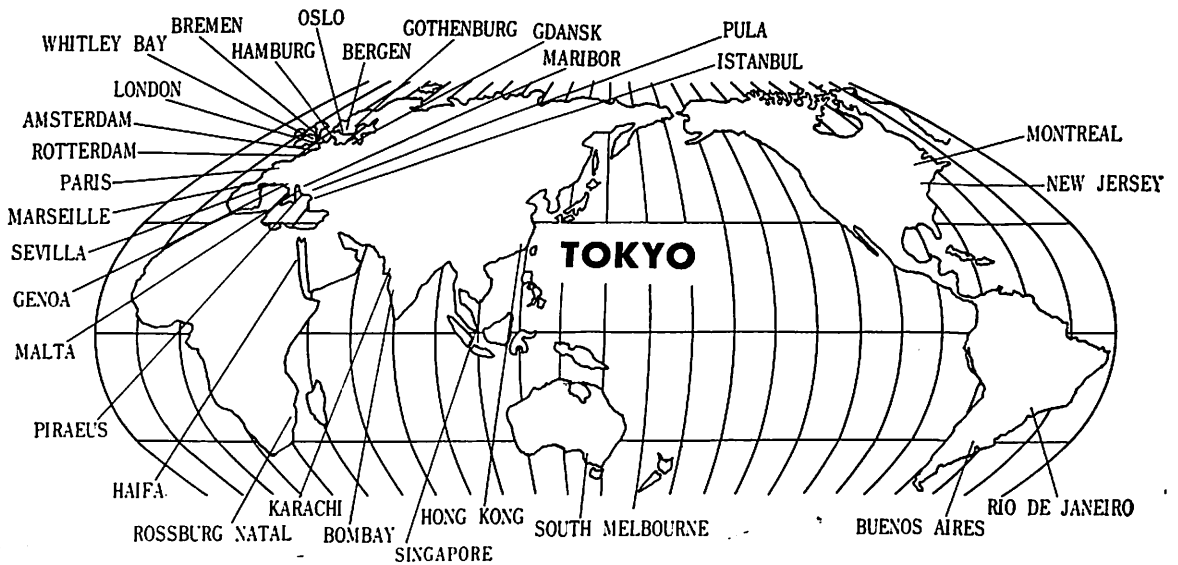 OSLO
BREMEN
GOTHENBURG
GDANSK
PULA
WHITLEY BAY
HAMBURG
BERGEN
MARIBOR
ISTANBUL
LONDON
AMSTERDAM
MONTREAL
ROTTERDAM
PARIS
NEW JERSEY
MARSEILLE
SEVILLA
TOKYO
GENOA
MALTA
PIRAEUS
HAIFA
KARACHI
HONG KONG
RIO DE JANEIRO
ROSSBURG NATAL
BOMBAY
SOUTH MELBOURNE
BUENOS AIRES
SINGAPORE